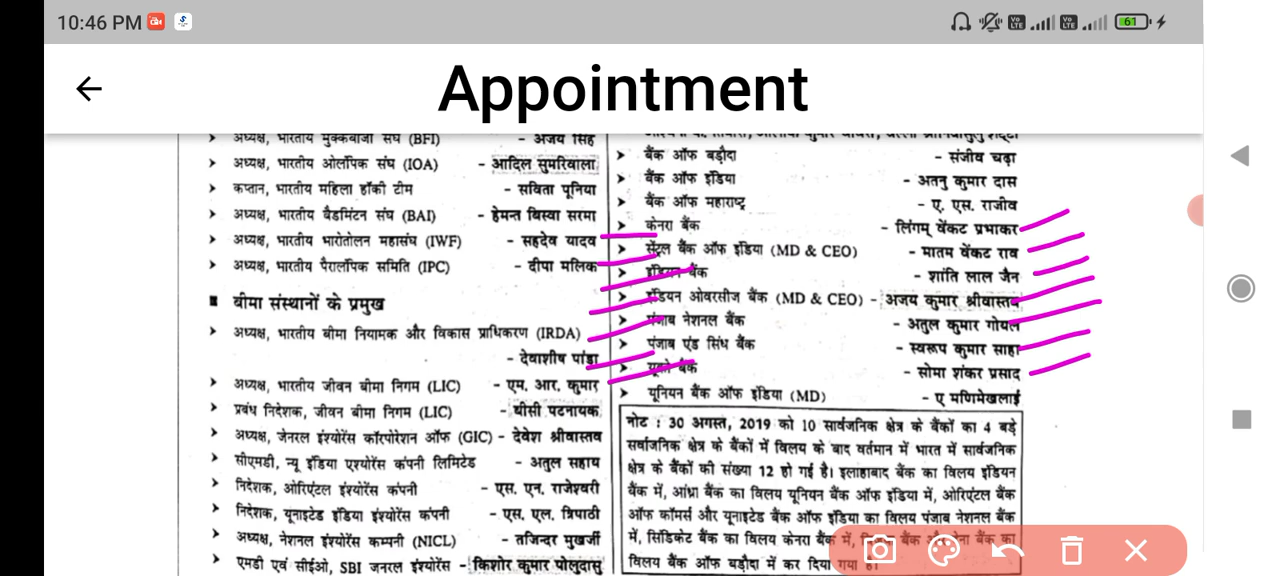 10:46 PM
61
Appointment
अध्यक्ष, भारतीय मुक्केबाजी संघ (BFI) - अजय सिंह
अध्यक्ष, भारतीय ओलंपिक संघ (IOA) - आदिल सुमरिवाला
कप्तान, भारतीय महिला हॉकी टीम - सविता पूनिया
अध्यक्ष, भारतीय बैडमिंटन संघ (BAI) - हेमन्त बिस्वा सरमा
अध्यक्ष, भारतीय भारोतोलन महासंघ (IWF) - सहदेव यादव
अध्यक्ष, भारतीय पैरालंपिक समिति (IPC) - दीपा मलिक
■ बीमा संस्थानों के प्रमुख
अध्यक्ष, भारतीय बीमा नियामक और विकास प्राधिकरण (IRDA)
- देवाशीष पांडा
अध्यक्ष, भारतीय जीवन बीमा निगम (LIC) - एम. आर. कुमार
प्रबंध निदेशक, जीवन बीमा निगम (LIC) - बीसी पटनायक
अध्यक्ष, जेनरल इंश्योरेंस कॉरपोरेशन ऑफ (GIC) - देवेश श्रीवास्तव
सीएमडी, न्यू इंडिया एश्योरेंस कंपनी लिमिटेड - अतुल सहाय
निदेशक, ओरिएंटल इंश्योरेंस कंपनी - एस. एन. राजेश्वरी
निदेशक, यूनाइटेड इंडिया इंश्योरेंस कंपनी - एस. एल. त्रिपाठी
अध्यक्ष, नेशनल इंश्योरेंस कम्पनी (NICL) - तजिन्दर मुखर्जी
एमडी एवं सीईओ, SBI जनरल इंश्योरेंस - किशोर कुमार पोलुदासु
बैंक ऑफ बड़ौदा - संजीव चढ़ा
बैंक ऑफ इंडिया - अतनु कुमार दास
बैंक ऑफ महाराष्ट्र - ए. एस. राजीव
केनरा बैंक - लिंगम् वेंकट प्रभाकर
सेंट्रल बैंक ऑफ इंडिया (MD & CEO) - मातम वेंकट राव
इंडियन बैंक - शांति लाल जैन
इंडियन ओवरसीज बैंक (MD & CEO) - अजय कुमार श्रीवास्तव
पंजाब नेशनल बैंक - अतुल कुमार गोयल
पंजाब एंड सिंध बैंक - स्वरूप कुमार साहा
यूको बैंक - सोमा शंकर प्रसाद
यूनियन बैंक ऑफ इंडिया (MD) - ए मणिमेखलाई
नोट : 30 अगस्त, 2019 को 10 सार्वजनिक क्षेत्र के बैंकों का 4 बड़े
सर्वाजनिक क्षेत्र के बैंकों में विलय के बाद वर्तमान में भारत में सार्वजनिक
क्षेत्र के बैंकों की संख्या 12 हो गई है। इलाहाबाद बैंक का विलय इंडियन
बैंक में, आंध्रा बैंक का विलय यूनियन बैंक ऑफ इंडिया में, ओरिएंटल बैंक
ऑफ कॉमर्स और यूनाइटेड बैंक ऑफ इंडिया का विलय पंजाब नेशनल बैंक
में, सिंडिकेट बैंक का विलय केनरा बैंक में, बैंक और देना बैंक का
विलय बैंक ऑफ बड़ौदा में कर दिया गया है।